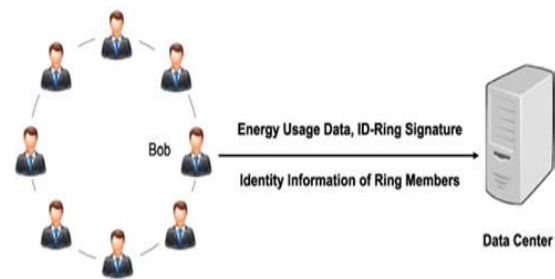 Bob
Energy Usage Data, ID-Ring Signature
Identity Information of Ring Members
Data Center